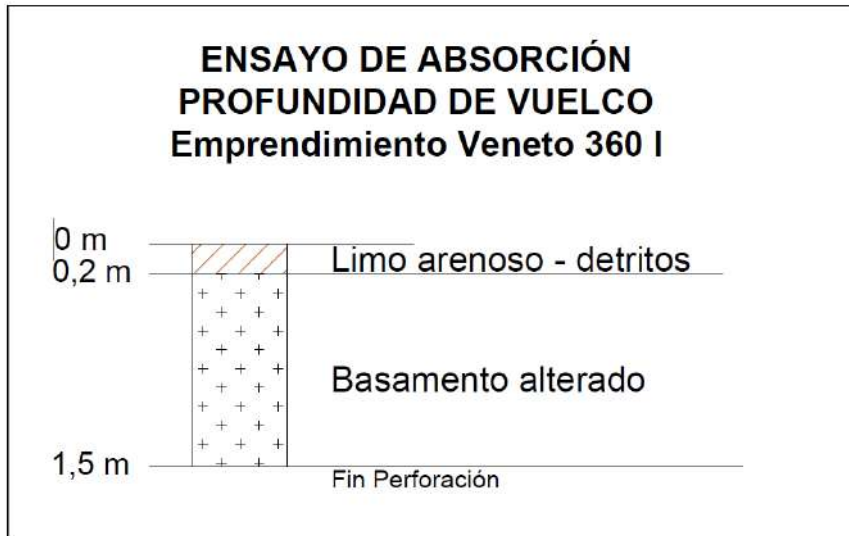 ENSAYO DE ABSORCIÓN
PROFUNDIDAD DE VUELCO
Emprendimiento Veneto 360 I
0 m
Limo arenoso - detritos
0,2 m
Basamento alterado
1,5 m
Fin Perforación